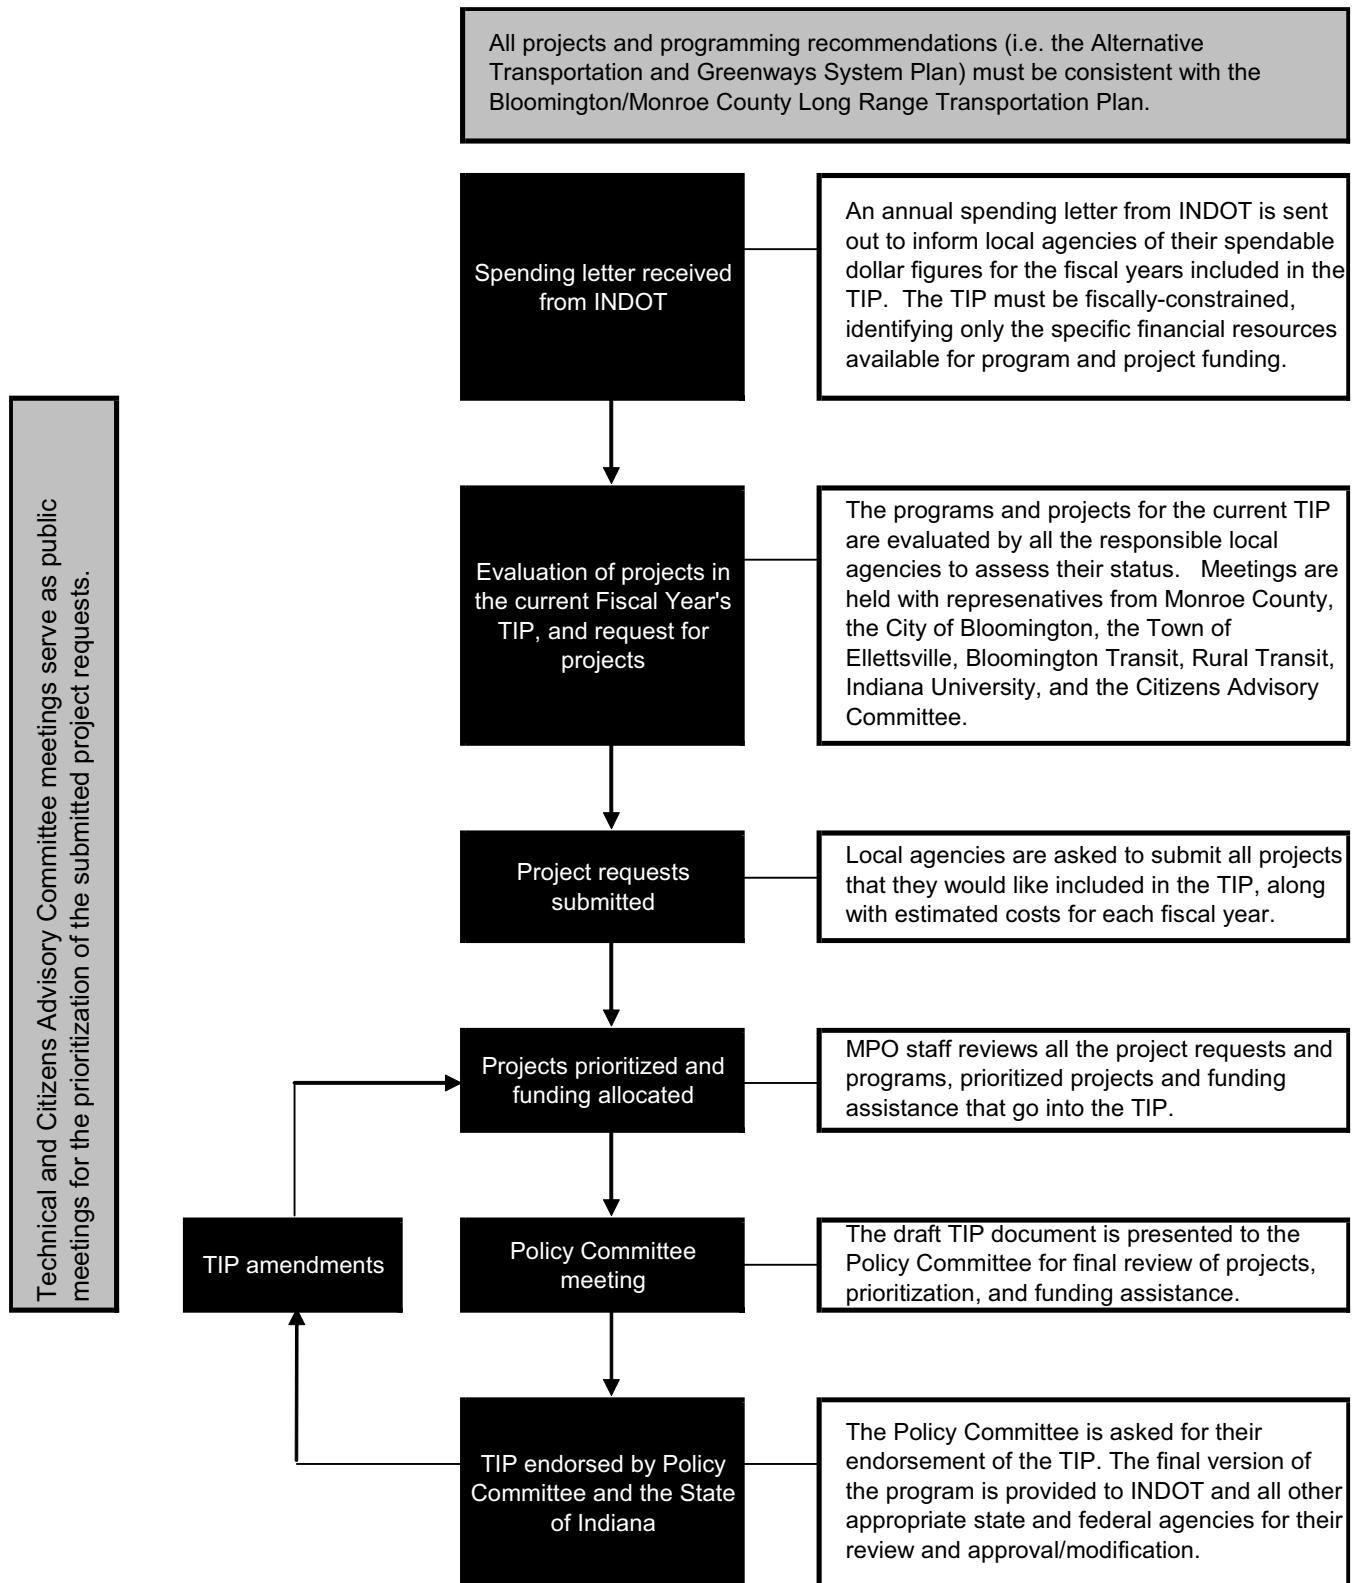 All projects and programming recommendations (i.e. the Alternative
Transportation and Greenways System Plan) must be consistent with the
Bloomington/Monroe County Long Range Transportation Plan.
Spending letter received
from INDOT
An annual spending letter from INDOT is sent
out to inform local agencies of their spendable
dollar figures for the fiscal years included in the
TIP.  The TIP must be fiscally-constrained,
identifying only the specific financial resources
available for program and project funding.
Technical and Citizens Advisory Committee meetings serve as public
meetings for the prioritization of the submitted project requests.
Evaluation of projects in
the current Fiscal Year's
TIP, and request for
projects
The programs and projects for the current TIP
are evaluated by all the responsible local
agencies to assess their status.   Meetings are
held with represenatives from Monroe County,
the City of Bloomington, the Town of
Ellettsville, Bloomington Transit, Rural Transit,
Indiana University, and the Citizens Advisory
Committee.
Project requests
submitted
Local agencies are asked to submit all projects
that they would like included in the TIP, along
with estimated costs for each fiscal year.
Projects prioritized and
funding allocated
MPO staff reviews all the project requests and
programs, prioritized projects and funding
assistance that go into the TIP.
TIP amendments
Policy Committee
meeting
The draft TIP document is presented to the
Policy Committee for final review of projects,
prioritization, and funding assistance.
TIP endorsed by Policy
Committee and the State
of Indiana
The Policy Committee is asked for their
endorsement of the TIP. The final version of
the program is provided to INDOT and all other
appropriate state and federal agencies for their
review and approval/modification.